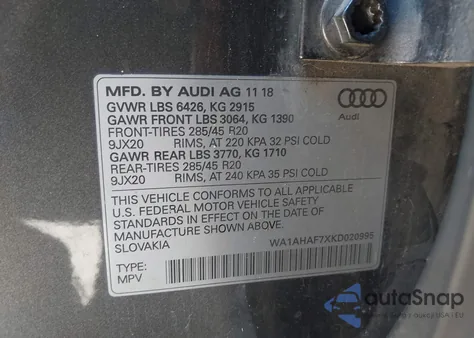 MFD. BY AUDI AG 11 18
GVWR LBS 6426, KG 2915
GAWR FRONT LBS 3064, KG 1390
FRONT-TIRES 285/45 R20
9JX20 RIMS, AT 220 KPA 32 PSI COLD
GAWR REAR LBS 3770, KG 1710
REAR-TIRES 285/45 R20
9JX20 RIMS, AT 240 KPA 35 PSI COLD
THIS VEHICLE CONFORMS TO ALL APPLICABLE
U.S. FEDERAL MOTOR VEHICLE SAFETY
STANDARDS IN EFFECT ON THE DATE OF
MANUFACTURE SHOWN ABOVE.
SLOVAKIA
WA1AHAF7XKD020995
TYPE:
MPV
Audi
autoSnap